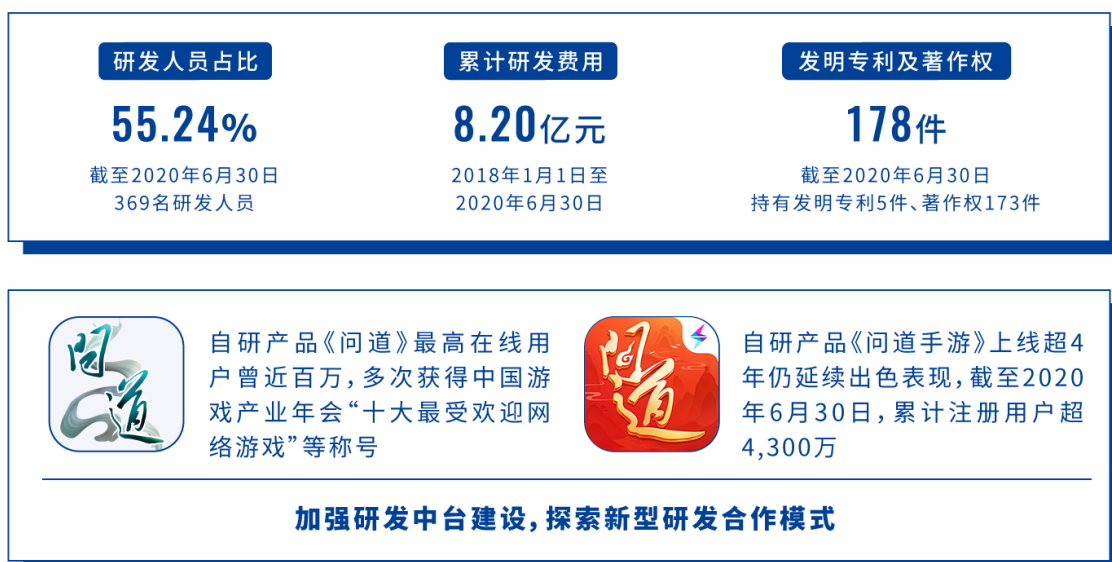 研发人员占比
55.24%
截至2020年6月30日
369名研发人员
累计研发费用
8.20亿元
2018年1月1日至
2020年6月30日
发明专利及著作权
178件
截至2020年6月30日
持有发明专利5件、著作权173件
问道
自研产品《问道》最高在线用
户曾近百万，多次获得中国游
戏产业年会“十大最受欢迎网
络游戏”等称号
问道
自研产品《问道手游》上线超4
年仍延续出色表现，截至2020
年6月30日，累计注册用户超
4,300万
加强研发中台建设，探索新型研发合作模式